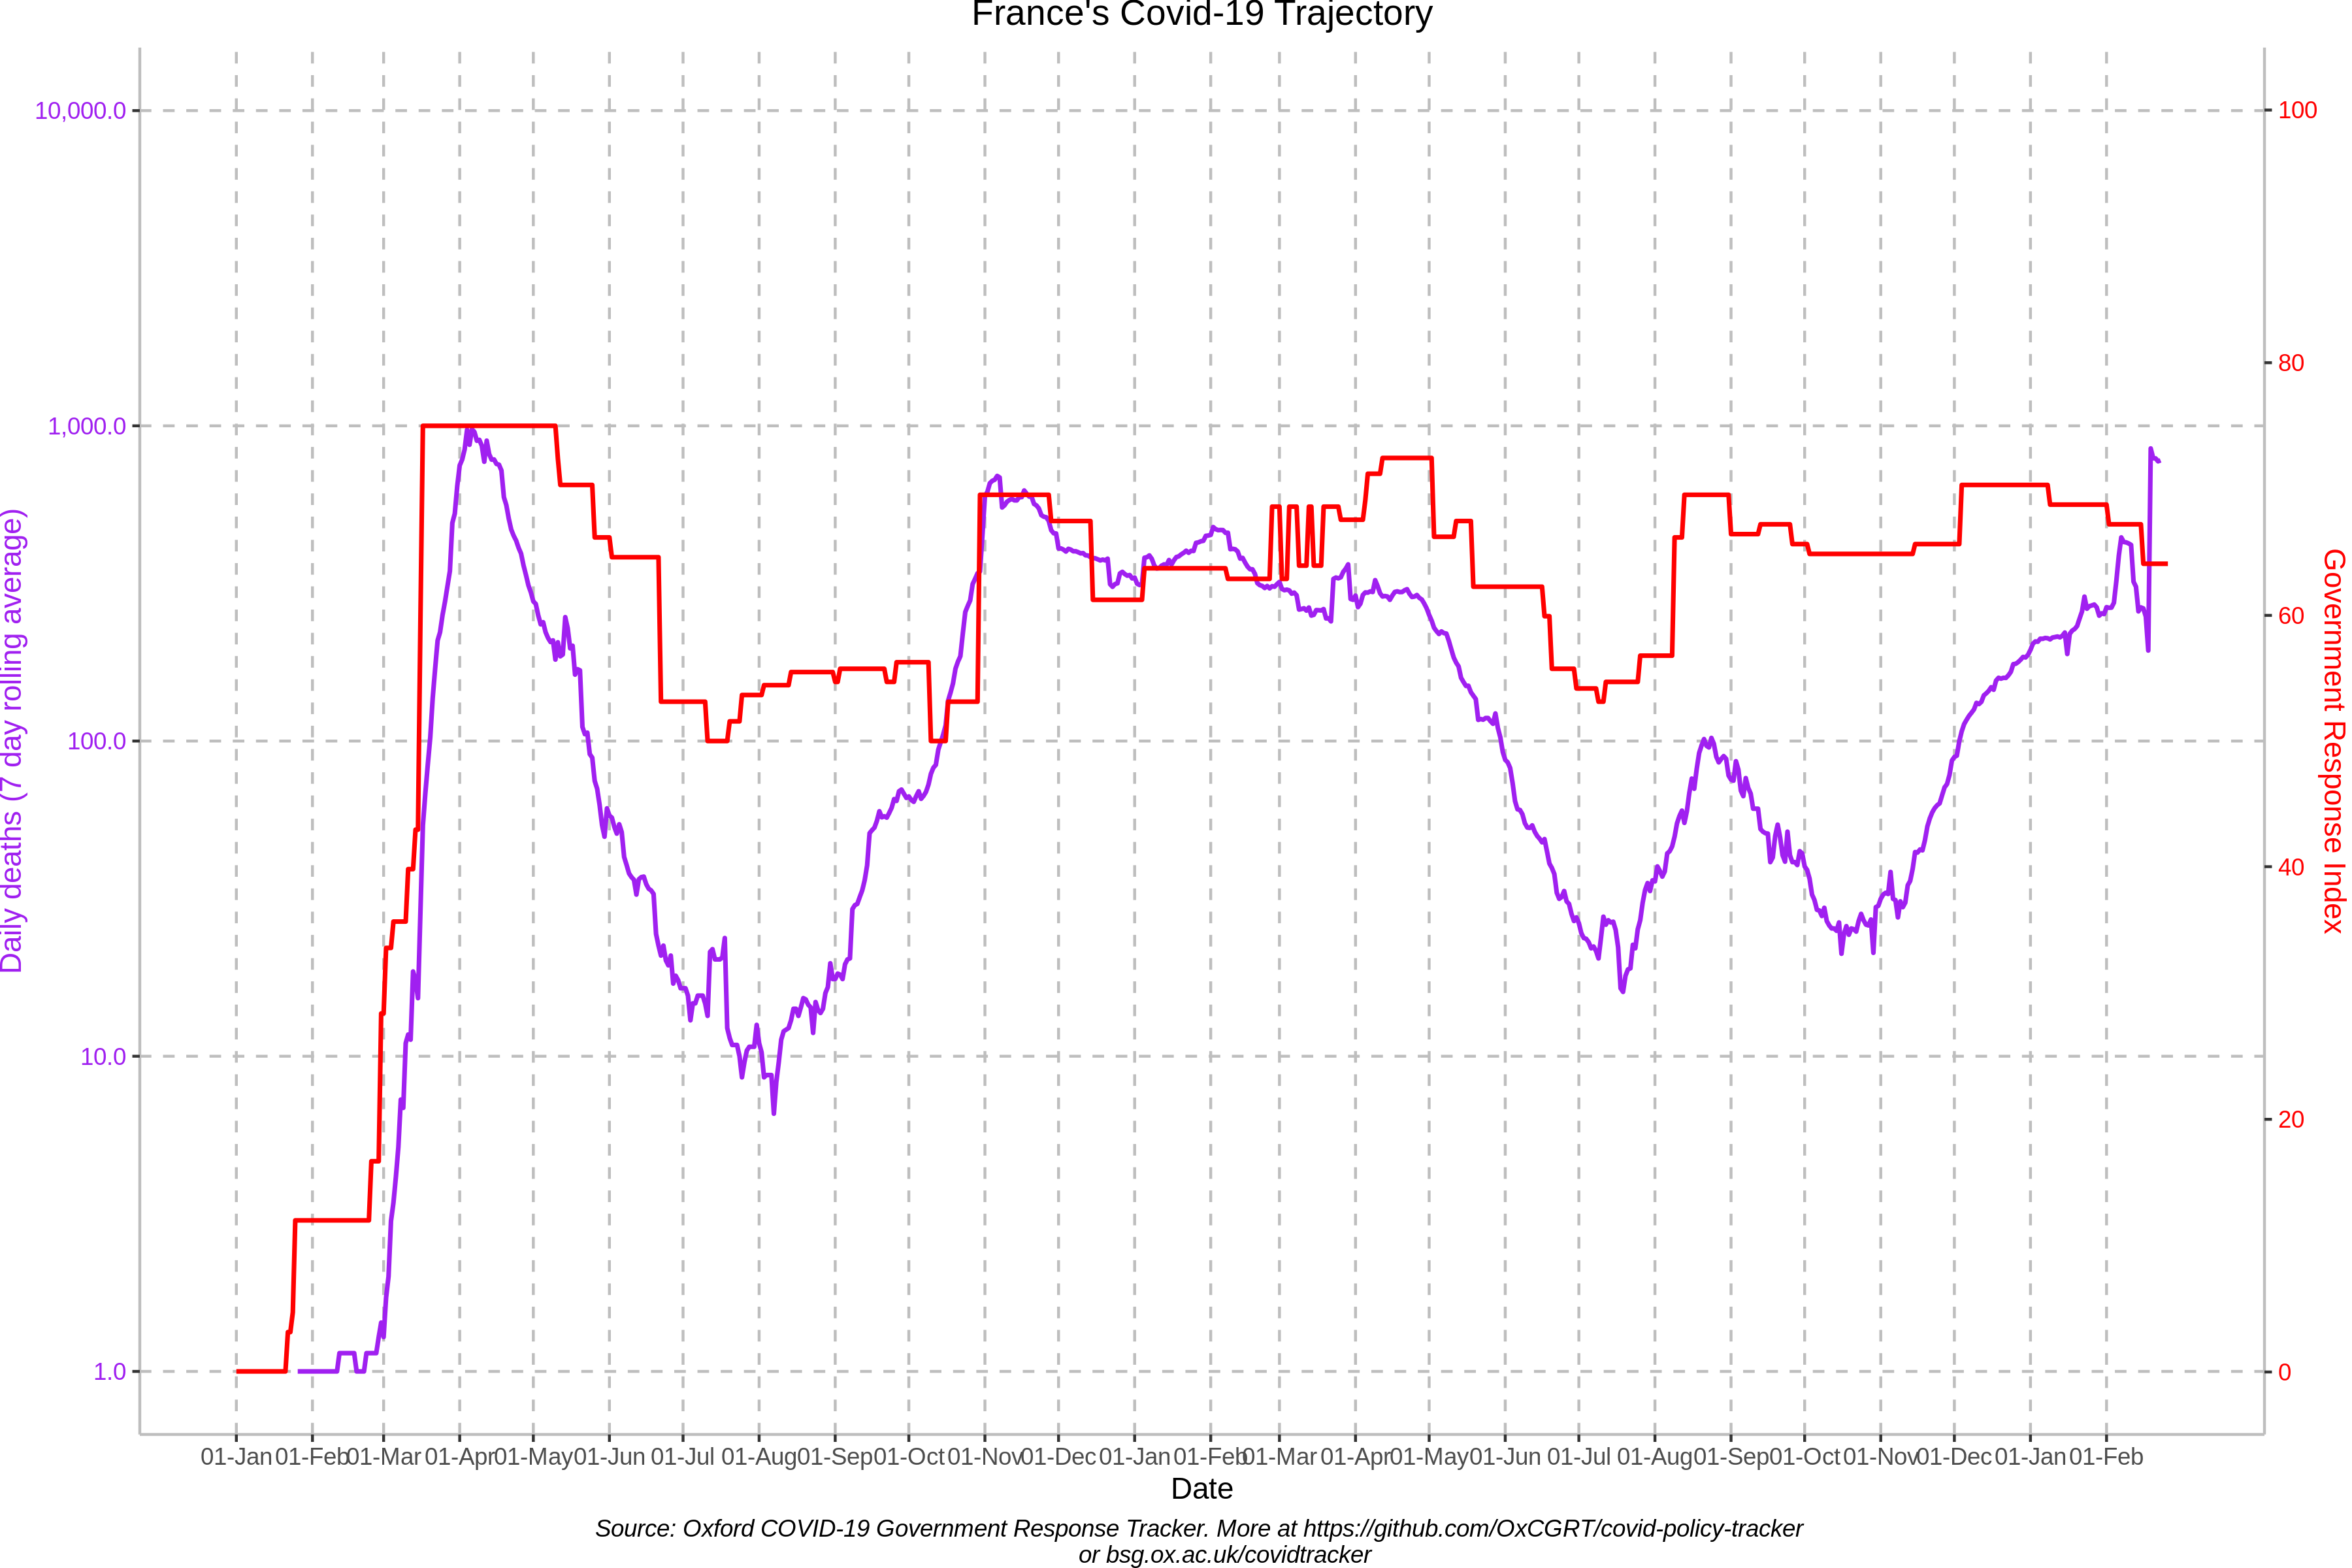 France's Covid-19 Trajectory
10,000.0
1,000.0
100.0
10.0
1.0
Daily deaths (7 day rolling average)
100
80
60
40
20
0
Government Response Index
01-Jan 01-Feb 01-Mar 01-Apr 01-May 01-Jun 01-Jul 01-Aug 01-Sep 01-Oct 01-Nov 01-Dec 01-Jan 01-Feb 01-Mar 01-Apr 01-May 01-Jun 01-Jul 01-Aug 01-Sep 01-Oct 01-Nov 01-Dec 01-Jan 01-Feb
Date
Source: Oxford COVID-19 Government Response Tracker. More at https://github.com/OxCGRT/covid-policy-tracker
or bsg.ox.ac.uk/covidtracker